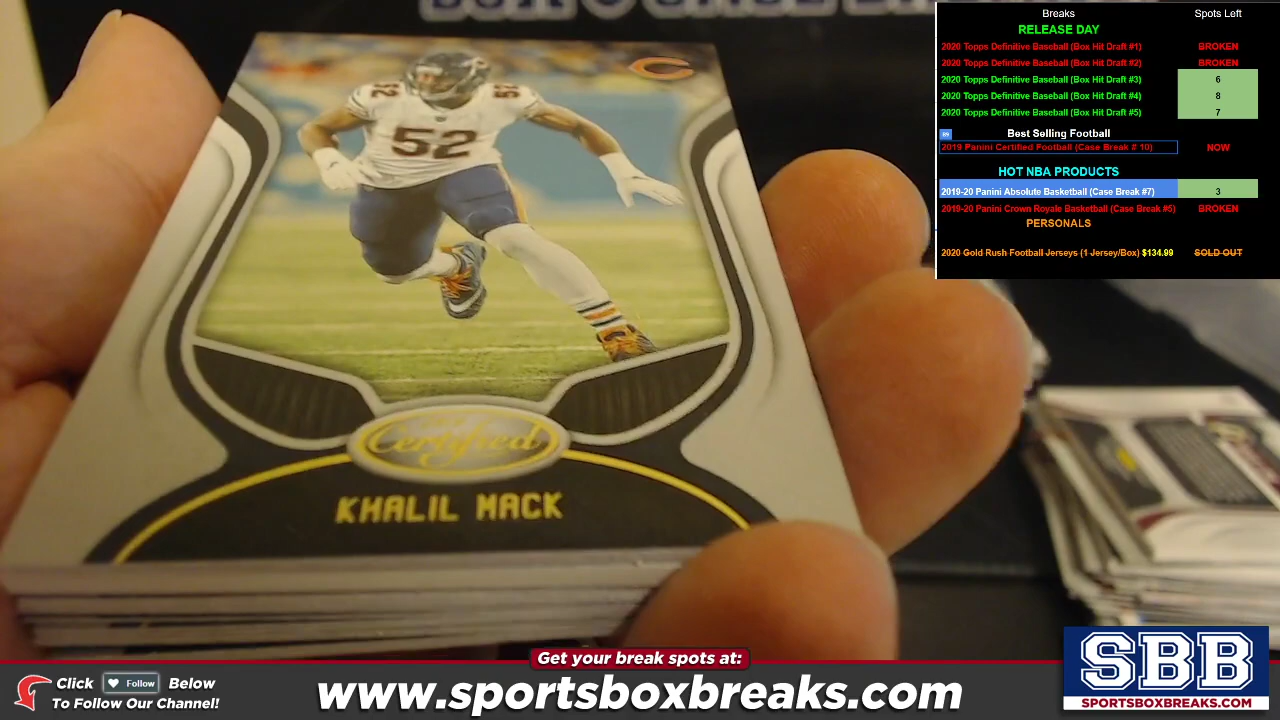 Breaks Spots Left
RELEASE DAY
2020 Topps Definitive Baseball (Box Hit Draft #1) BROKEN
2020 Topps Definitive Baseball (Box Hit Draft #2) BROKEN
2020 Topps Definitive Baseball (Box Hit Draft #3) 6
2020 Topps Definitive Baseball (Box Hit Draft #4) 8
2020 Topps Definitive Baseball (Box Hit Draft #5) 7
Best Selling Football
2019 Panini Certified Football (Case Break # 10) NOW
HOT NBA PRODUCTS
2019-20 Panini Absolute Basketball (Case Break #7) 3
2019-20 Panini Crown Royale Basketball (Case Break #5) BROKEN
PERSONALS
2020 Gold Rush Football Jerseys (1 Jersey/Box) $134.99 SOLD OUT
52
52
52
Certified
KHALIL MACK
Get your break spots at:
www.sportsboxbreaks.com
Click Follow Below
To Follow Our Channel!
SBB
SPORTSBOXBREAKS.COM